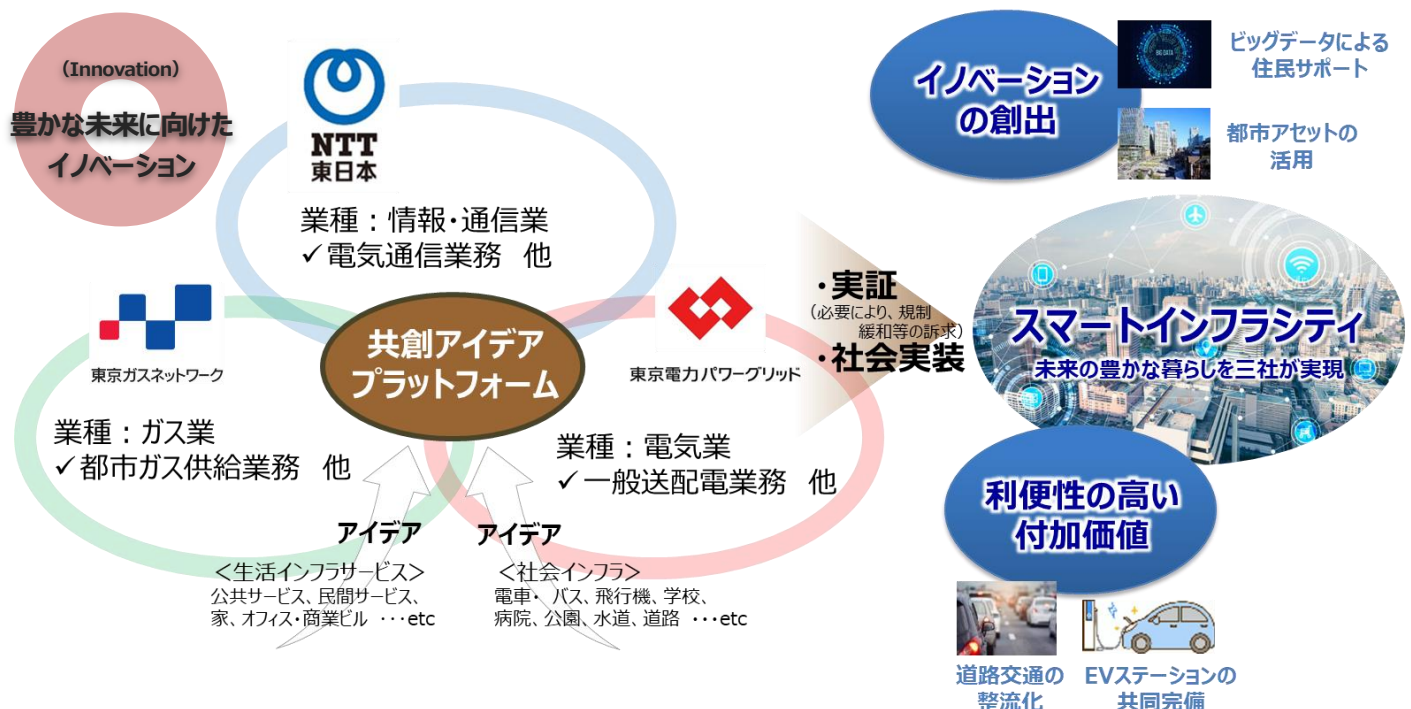 （Innovation）
豊かな未来に向けた
イノベーション
NTT
東日本
業種：情報・通信業
✓電気通信業務 他
東京ガスネットワーク
業種：ガス業
✓都市ガス供給業務 他
共創アイデア
プラットフォーム
東京電力パワーグリッド
業種：電気業
✓一般送配電業務 他
アイデア
＜生活インフラサービス＞
公共サービス、民間サービス、
家、オフィス・商業ビル ・・・etc
アイデア
＜社会インフラ＞
電車・ バス、飛行機、学校、
病院、公園、水道、道路 ・・・etc
・実証
（必要により、規制
緩和等の訴求）
・社会実装
イノベーション
の創出
BIG DATA
ビッグデータによる
住民サポート
都市アセットの
活用
スマートインフラシティ
未来の豊かな暮らしを三社が実現
利便性の高い
付加価値
道路交通の
整流化
EVステーションの
共同完備